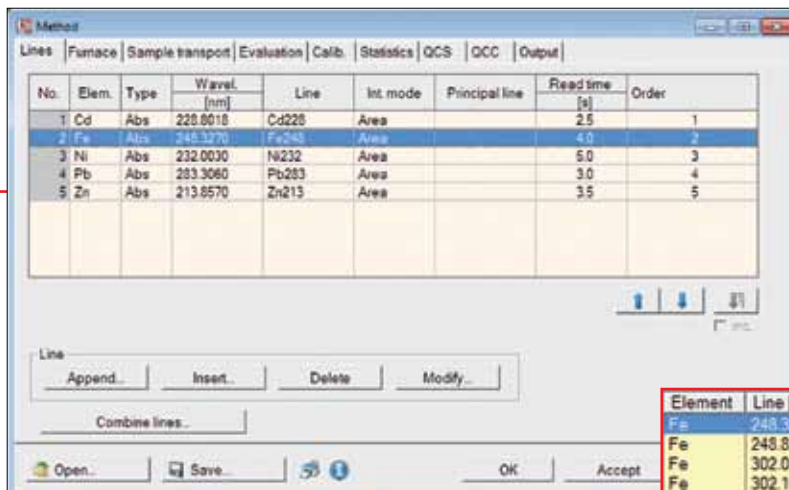 Method
Lines Furnace Sample transport Evaluation Calib. Statistics QCS QCC Output
No. Elem. Type Wavel. [nm] Line Int. mode Principal line Read time [s] Order
1 Cd Abs 228.8018 Cd228 Area 2.5 1
2 Fe Abs 248.3270 Fe248 Area 4.0 2
3 Ni Abs 232.0030 Ni232 Area 5.0 3
4 Pb Abs 283.3060 Pb283 Area 3.0 4
5 Zn Abs 213.8570 Zn213 Area 3.5 5
Line
Append... Insert... Delete Modify...
Combine lines...
Open... Save... OK Accept
Element Line
Fe 248.3
Fe 248.8
Fe 302.0
Fe 302.1